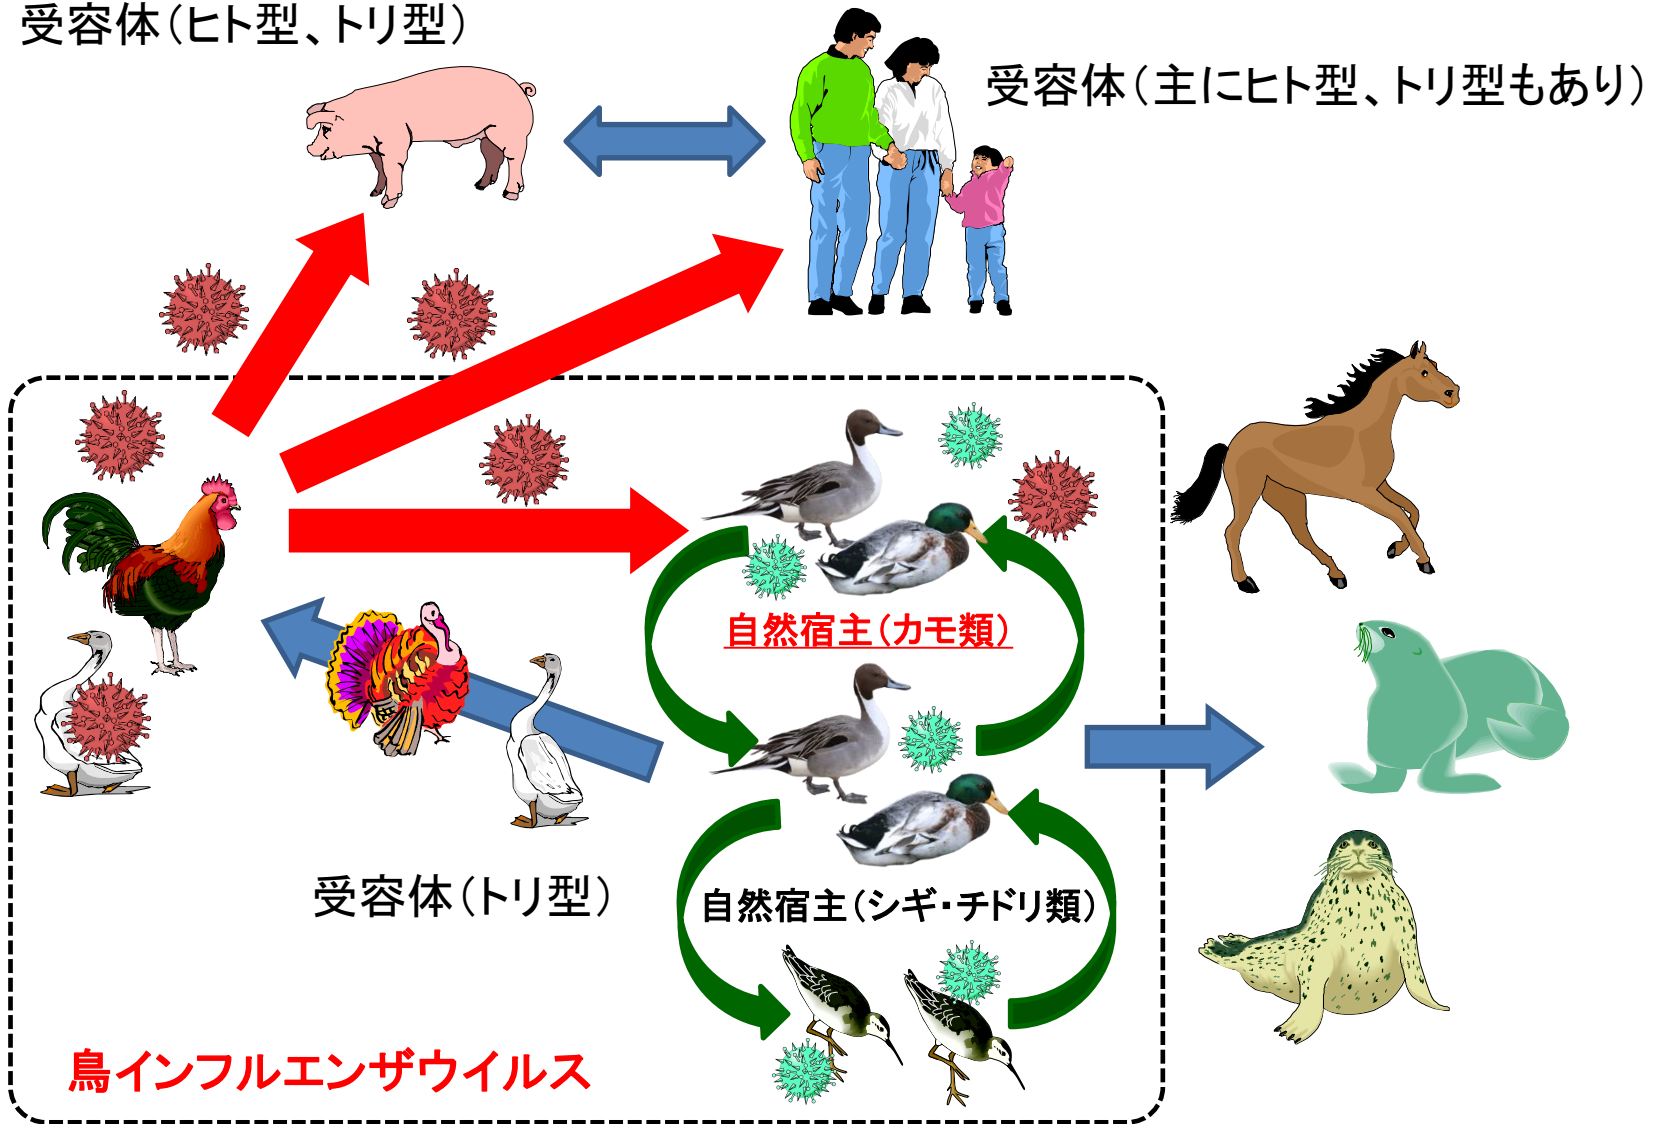 受容体（ヒト型、トリ型）
受容体（主にヒト型、トリ型もあり）
自然宿主（カモ類）
受容体（トリ型）
自然宿主（シギ・チドリ類）
鳥インフルエンザウイルス